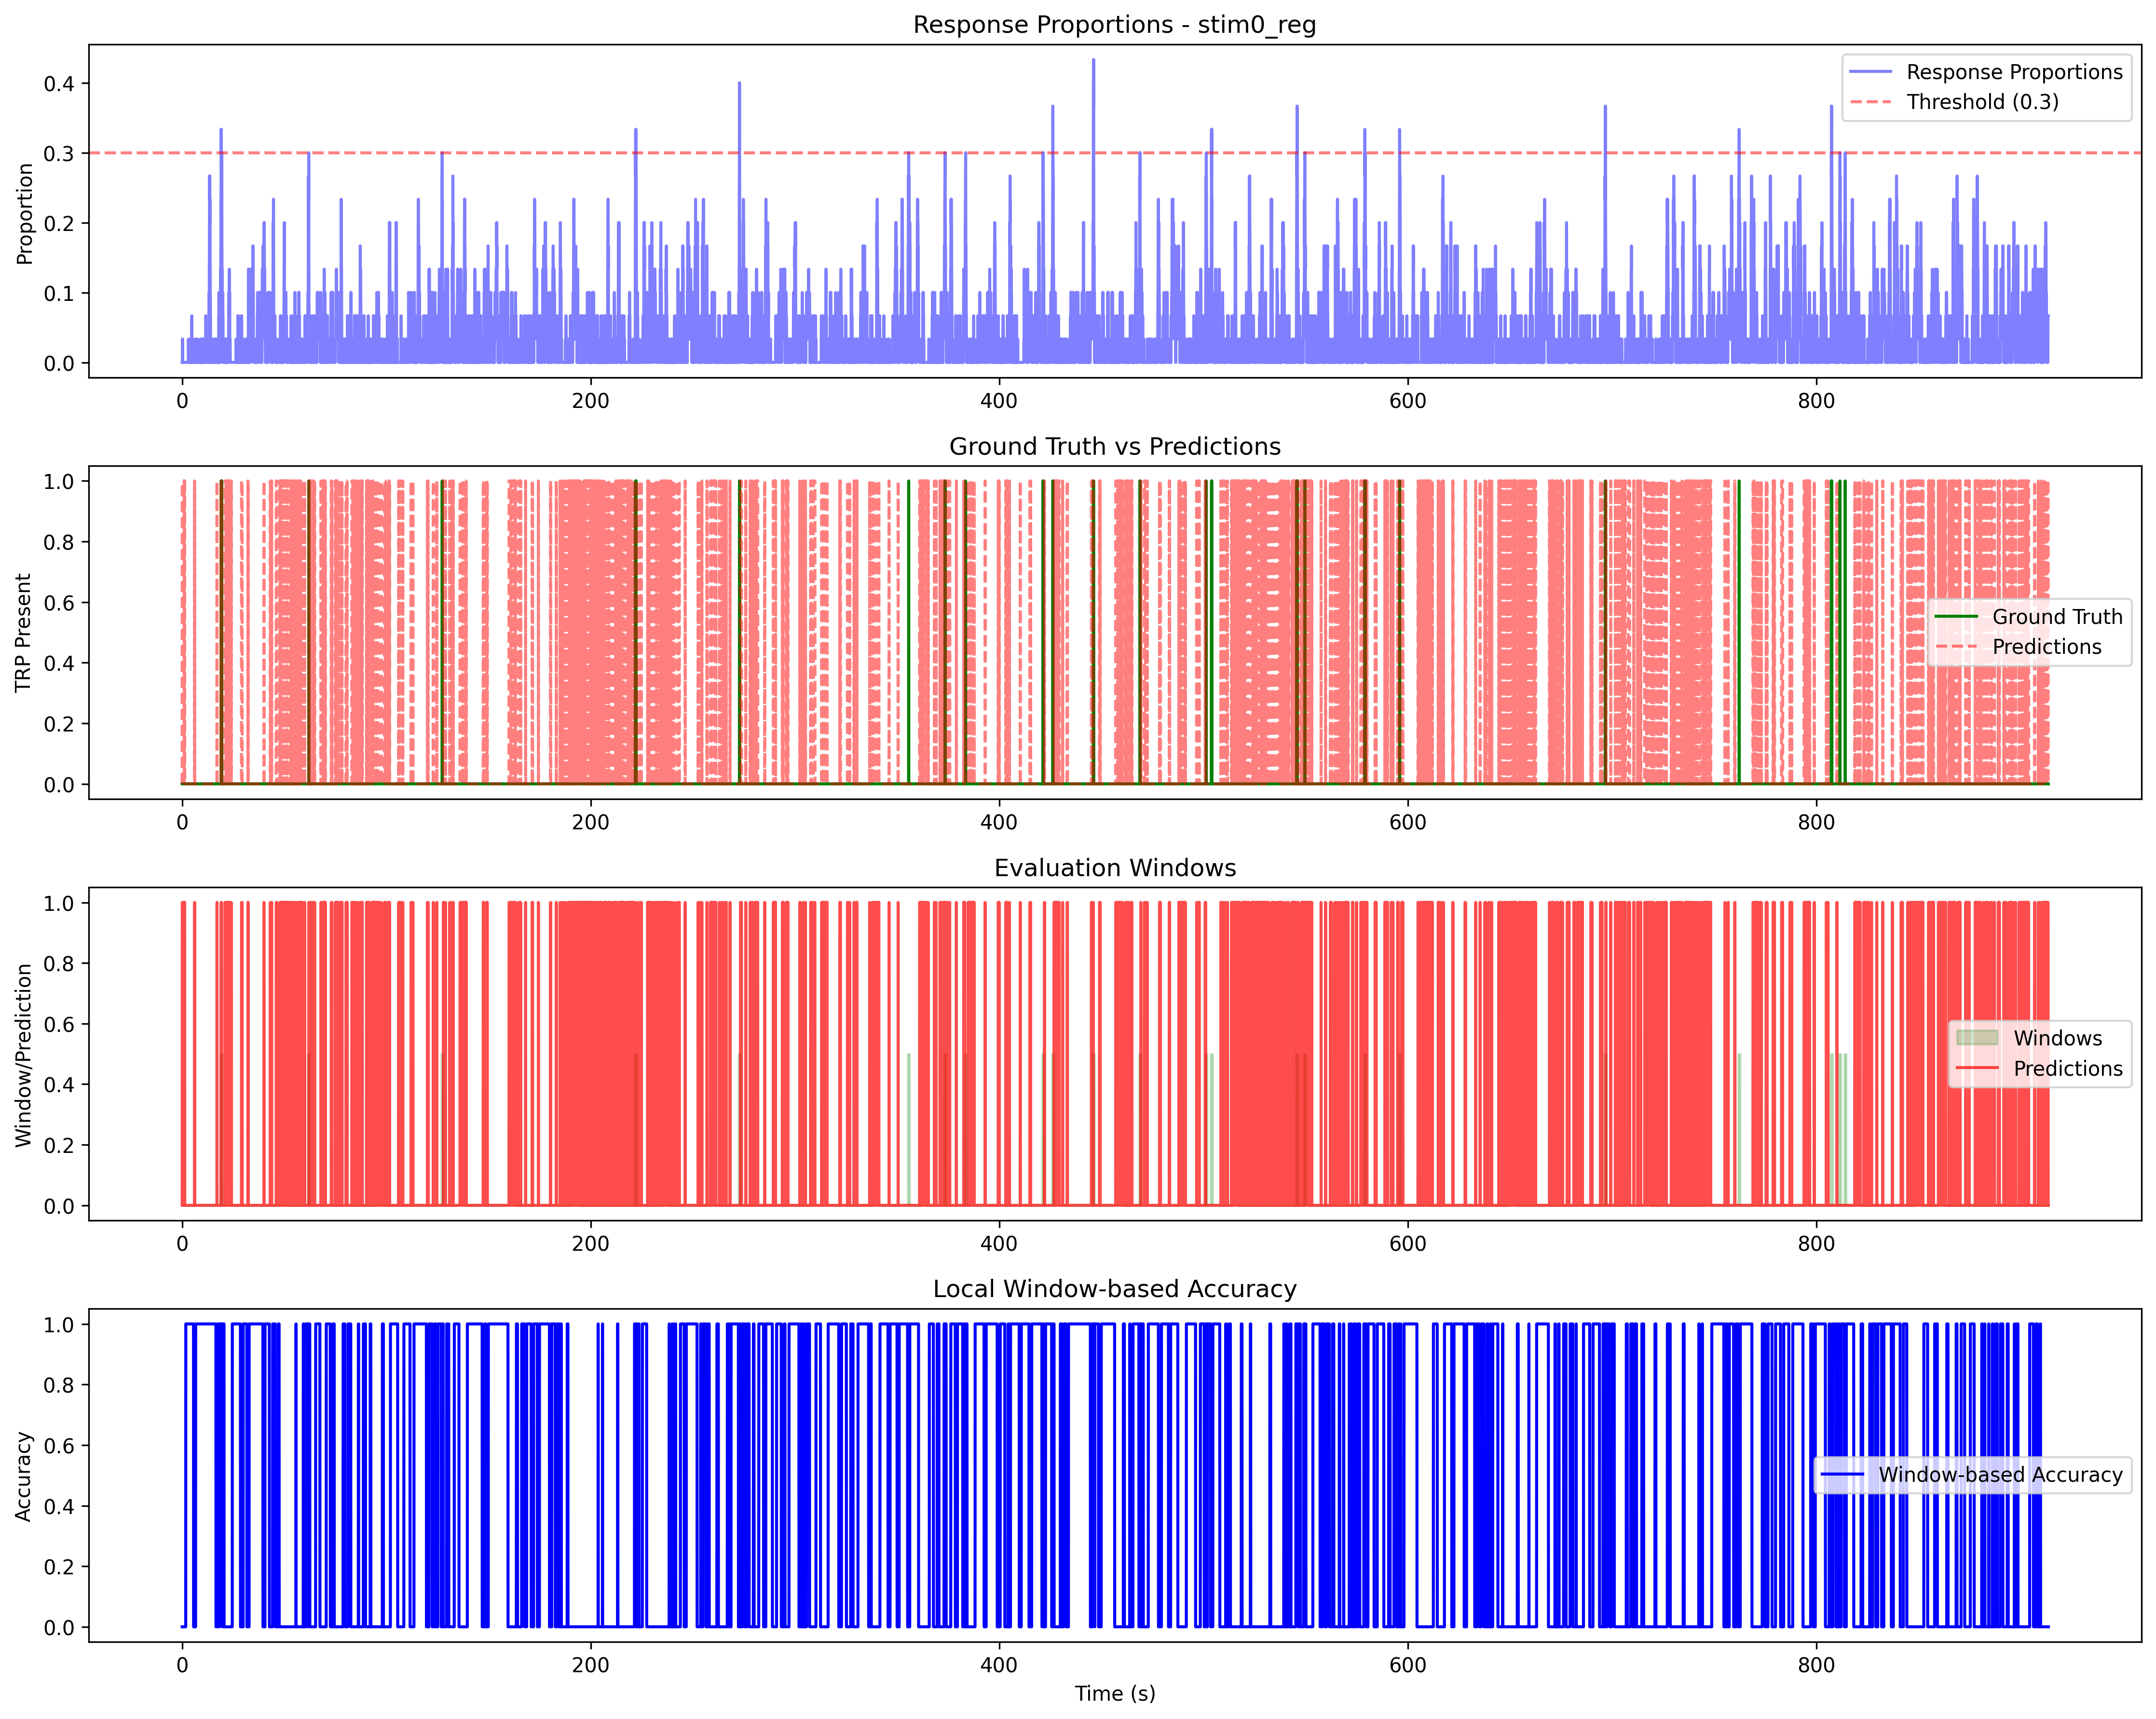 Response Proportions - stim0_reg
Proportion
0.4
0.3
0.2
0.1
0.0
Response Proportions
Threshold (0.3)
0 200 400 600 800
Ground Truth vs Predictions
TRP Present
1.0
0.8
0.6
0.4
0.2
0.0
Ground Truth
Predictions
0 200 400 600 800
Evaluation Windows
Window/Prediction
1.0
0.8
0.6
0.4
0.2
0.0
Windows
Predictions
0 200 400 600 800
Local Window-based Accuracy
Accuracy
1.0
0.8
0.6
0.4
0.2
0.0
Window-based Accuracy
0 200 400 600 800
Time (s)